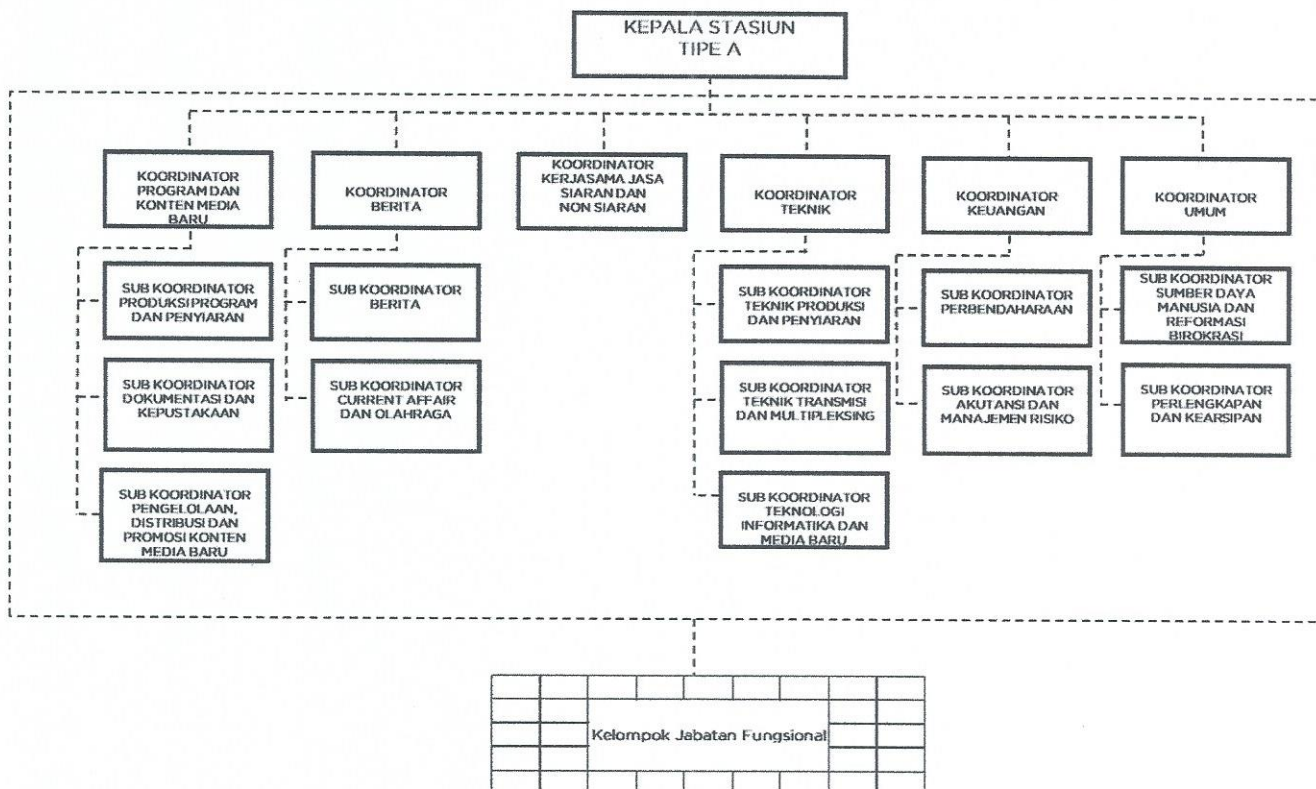 KEPALA STASIUN
TIPE A
KOORDINATOR
PROGRAM DAN
KONTEN MEDIA
BARU
KOORDINATOR
BERITA
KOORDINATOR
KERJASAMA JASA
SIARAN DAN
NON SIARAN
KOORDINATOR
TEKNIK
KOORDINATOR
KEUANGAN
KOORDINATOR
UMUM
SUB KOORDINATOR
PRODUKSI PROGRAM
DAN PENYIARAN
SUB KOORDINATOR
BERITA
SUB KOORDINATOR
TEKNIK PRODUKSI
DAN PENYIARAN
SUB KOORDINATOR
PERBENDAHARAAN
SUB KOORDINATOR
SUMBER DAYA
MANUSIA DAN
REFORMASI
BIROKRASI
SUB KOORDINATOR
DOKUMENTASI DAN
KEPUSTAKAAN
SUB KOORDINATOR
CURRENT AFFAIR
DAN OLAHRAGA
SUB KOORDINATOR
TEKNIK TRANSMISI
DAN MULTIPLEKSING
SUB KOORDINATOR
AKUTANSI DAN
MANAJEMEN RISIKO
SUB KOORDINATOR
PERLENGKAPAN
DAN KEARSIPAN
SUB KOORDINATOR
PENGELOLAAN,
DISTRIBUSI DAN
PROMOSI KONTEN
MEDIA BARU
SUB KOORDINATOR
TEKNOLOGI
INFORMATIKA DAN
MEDIA BARU
Kelompok Jabatan Fungsional